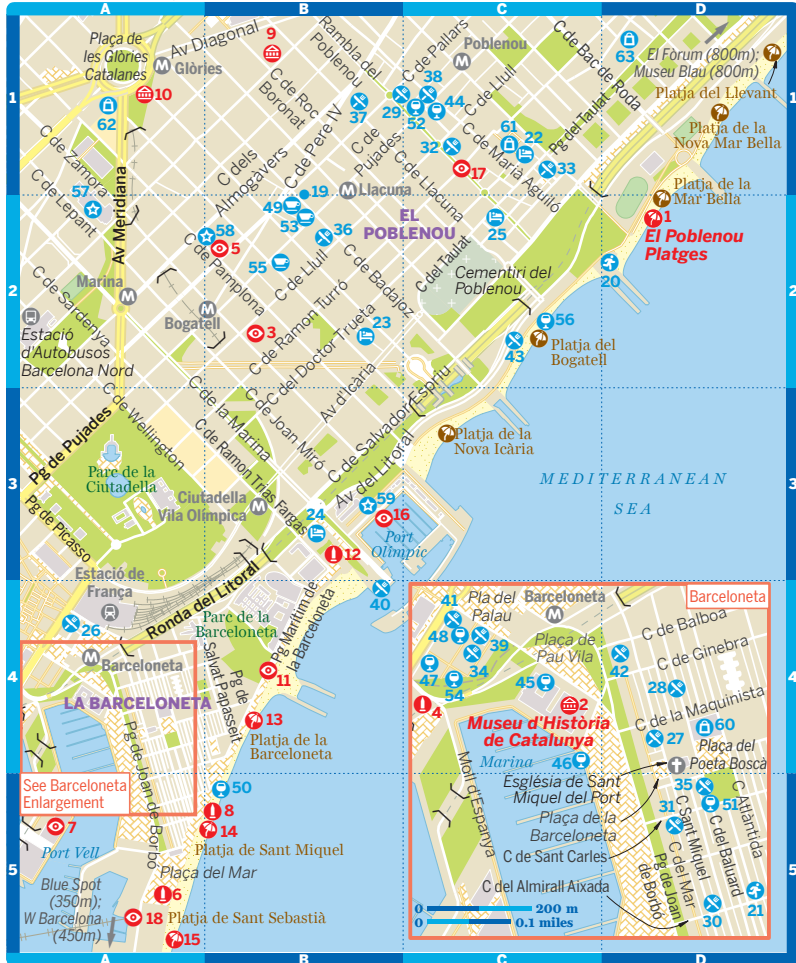 A
B
C
D
1
2
3
4
5
Plaça de
les Glòries
Catalanes
Av Diagonal
Glòries
9
10
62
Rambla del
Poblenou
C de Roc
Boronat
C de Pere IV
37
29
C de Pallars
38
52
44
Poblenou
C de Llull
C de Bac de Roda
63
El Fòrum (800m);
Museu Blau (800m)
Platja del Llevant
Platja de la
Nova Mar Bella
Pg del Taulat
61
22
32
17
33
C de Marià Aguiló
C de
Pujades
C de Llacuna
C de Zamora
C de Lepant
57
Av Meridiana
C dels
Almogàvers
19
Llacuna
49
53
36
EL
POBLENOU
25
Platja de la
Mar Bella
1
El Poblenou
Platges
20
58
5
55
C de Pamplona
C de Llull
C de Badajoz
C del Taulat
Cementiri del
Poblenou
Marina
C de Sardenya
Bogatell
3
C de Ramon Turró
C del Doctor Trueta
23
56
43
Platja del
Bogatell
Estació
d'Autobusos
Barcelona Nord
Av d'Icària
C de Salvador Espriu
Av del Litoral
Platja de la
Nova Icària
C de Wellington
C de la Marina
C de Joan Miró
C de Ramon Trias Fargas
Pg de Pujades
Parc de la
Ciutadella
Pg de Picasso
Ciutadella
Vila Olímpica
24
59
16
12
Port
Olímpic
MEDITERRANEAN
SEA
Estació de
França
26
Ronda del Litoral
Parc de la
Barceloneta
Pg Marítim de
la Barceloneta
40
Barceloneta
LA BARCELONETA
Pg de
Salvat Papasseit
11
13
Platja de la
Barceloneta
Pg de Joan de Borbó
See Barceloneta
Enlargement
50
8
14
7
Port Vell
Platja de Sant Miquel
Plaça del Mar
Blue Spot
(350m);
W Barcelona
(450m)
6
18
Platja de Sant Sebastià
15
Barceloneta
41
Pla del
Palau
Barceloneta
C de Balboa
48
39
34
47
54
Plaça de
Pau Vila
42
C de Ginebra
28
45
2
4
Museu d'Història
de Catalunya
C de la Maquinista
60
27
Plaça del
Poeta Boscà
Marina
46
Moll d'Espanya
Església de Sant
Miquel del Port
35
51
31
Plaça de la
Barceloneta
C de Sant Carles
C Sant Miquel
C del Mar
C del Baluard
C Atlàntida
C del Almirall Aixada
Pg de Joan
de Borbó
30
21
0
200 m
0
0.1 miles
A
B
C
D
1
2
3
4
5